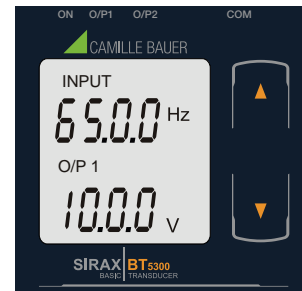 ON O/P1 O/P2 COM
CAMILLE BAUER
INPUT
65.0.0 Hz
O/P 1
10.0.0 V
SIRAX BT5300
BASIC TRANSDUCER